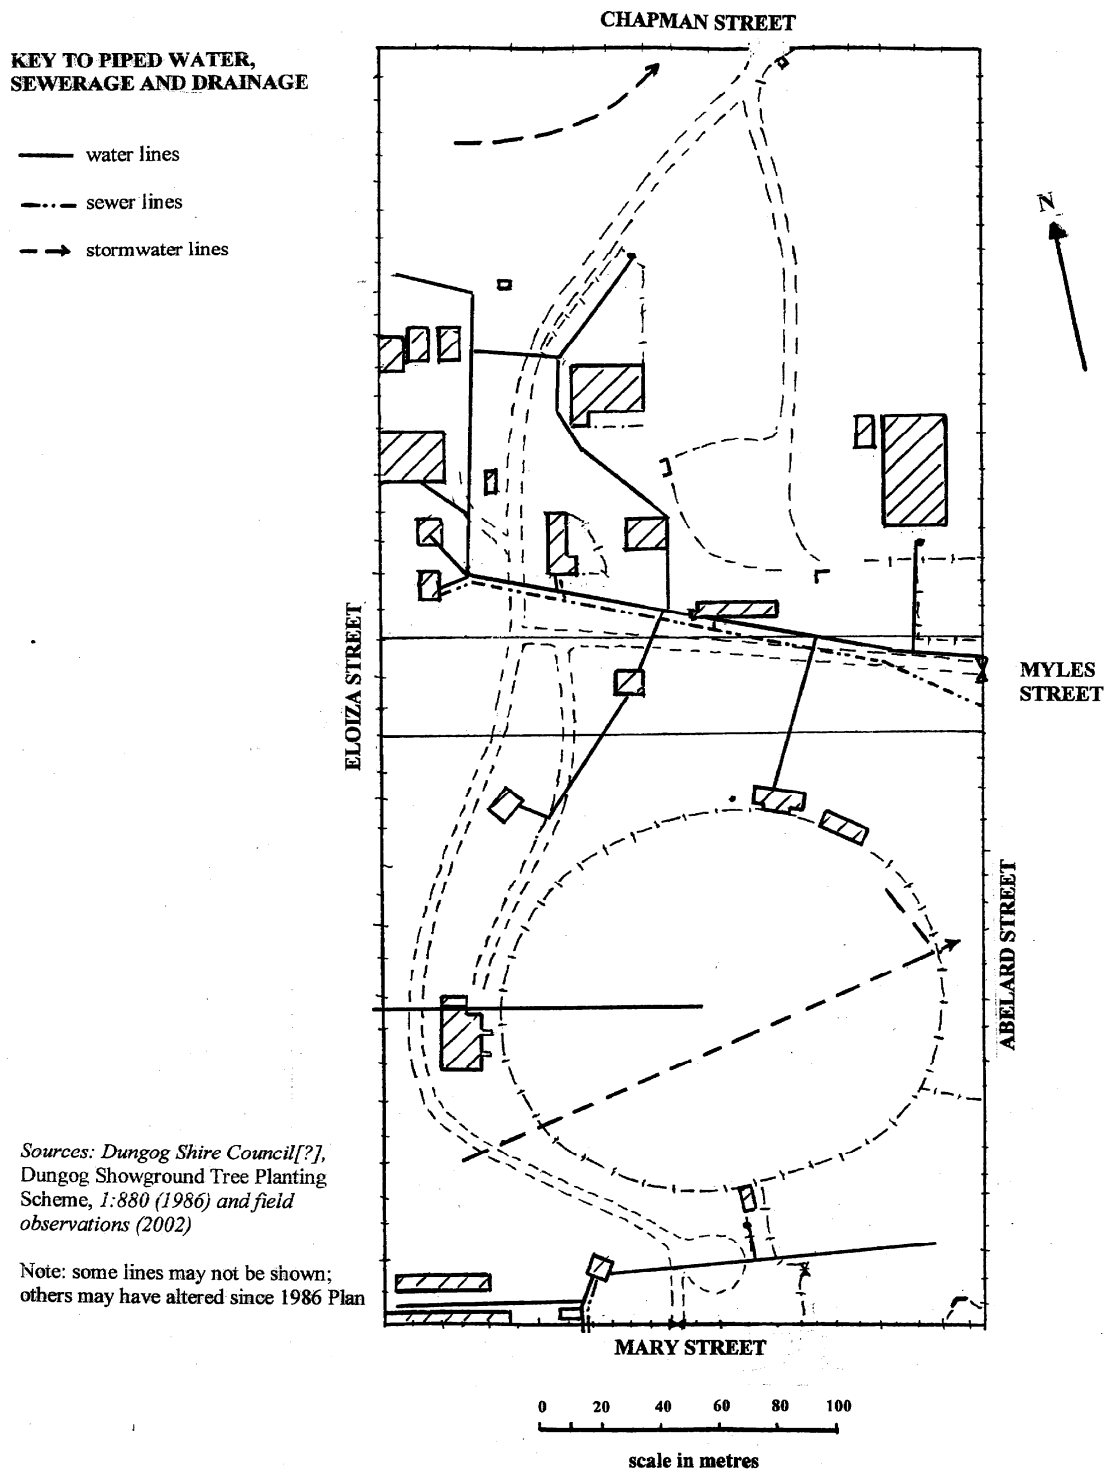 CHAPMAN STREET
KEY TO PIPED WATER,
SEWERAGE AND DRAINAGE
water lines
sewer lines
stormwater lines
N
ELOIZA STREET
MYLES
STREET
ABELARD STREET
Sources: Dungog Shire Council[?],
Dungog Showground Tree Planting
Scheme, 1:880 (1986) and field
observations (2002)
Note: some lines may not be shown;
others may have altered since 1986 Plan
MARY STREET
0 20 40 60 80 100
scale in metres